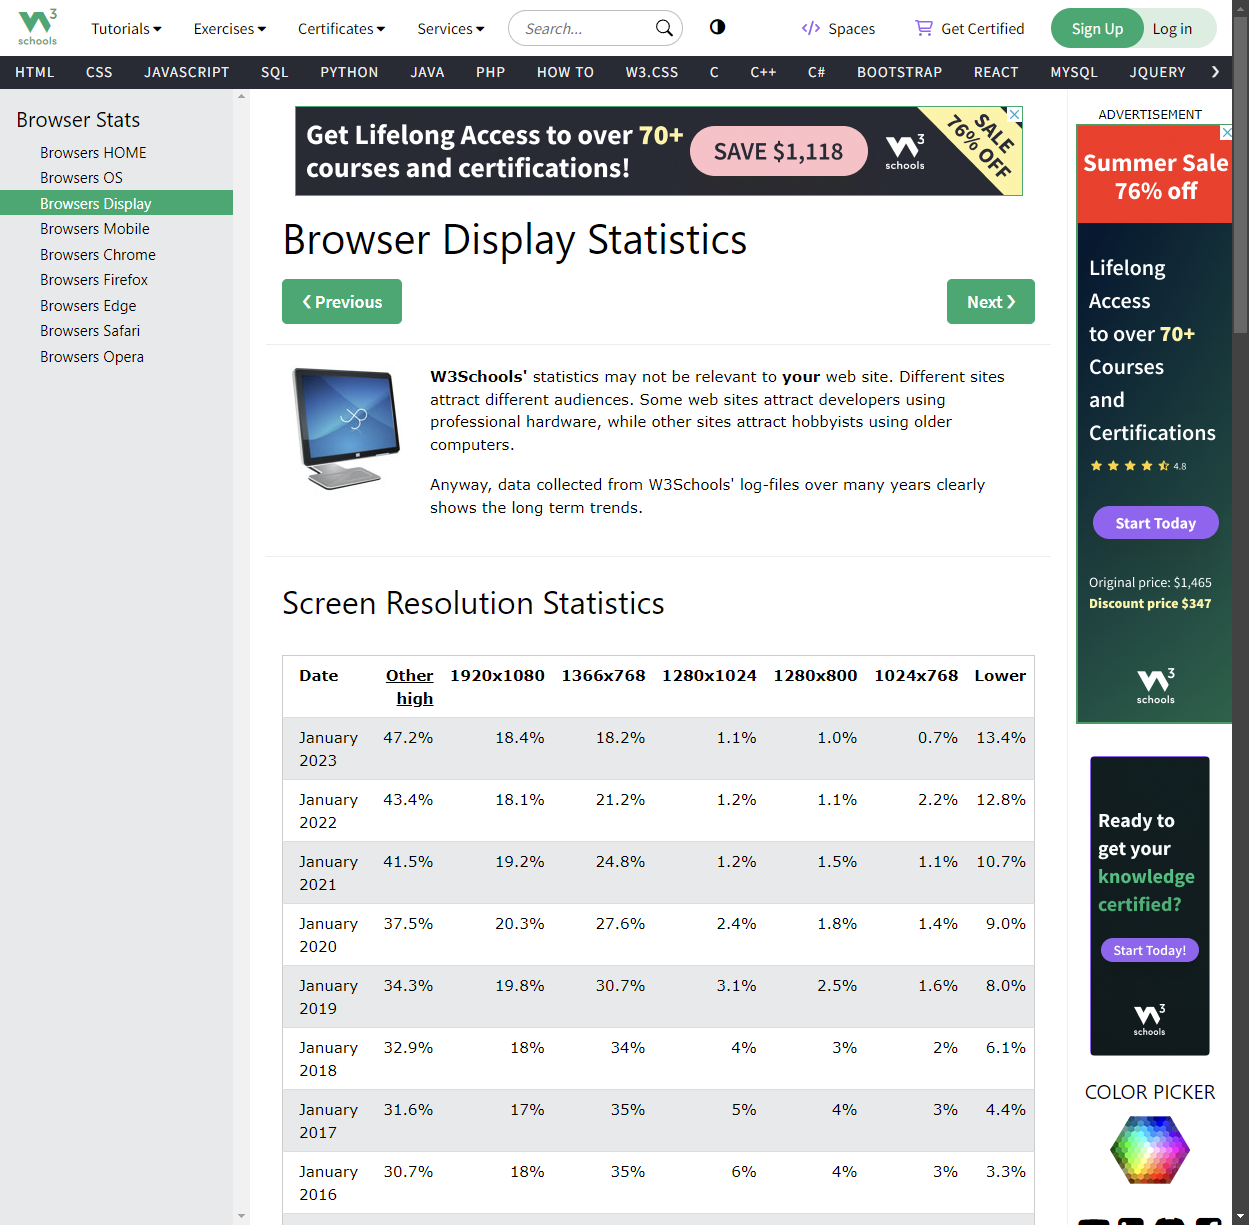 W3 schools
Tutorials Exercises Certificates Services Search... Spaces Get Certified Sign Up Log in
HTML CSS JAVASCRIPT SQL PYTHON JAVA PHP HOW TO W3.CSS C C++ C# BOOTSTRAP REACT MYSQL JQUERY
Browser Stats
Browsers HOME
Browsers OS
Browsers Display
Browsers Mobile
Browsers Chrome
Browsers Firefox
Browsers Edge
Browsers Safari
Browsers Opera
Get Lifelong Access to over 70+
courses and certifications!
SAVE $1,118
W3 schools
SALE
76% OFF
Browser Display Statistics
❮ Previous
Next ❯
W3Schools' statistics may not be relevant to your web site. Different sites
attract different audiences. Some web sites attract developers using
professional hardware, while other sites attract hobbyists using older
computers.
Anyway, data collected from W3Schools' log-files over many years clearly
shows the long term trends.
Screen Resolution Statistics
Date Other high 1920x1080 1366x768 1280x1024 1280x800 1024x768 Lower
January 2023 47.2% 18.4% 18.2% 1.1% 1.0% 0.7% 13.4%
January 2022 43.4% 18.1% 21.2% 1.2% 1.1% 2.2% 12.8%
January 2021 41.5% 19.2% 24.8% 1.2% 1.5% 1.1% 10.7%
January 2020 37.5% 20.3% 27.6% 2.4% 1.8% 1.4% 9.0%
January 2019 34.3% 19.8% 30.7% 3.1% 2.5% 1.6% 8.0%
January 2018 32.9% 18% 34% 4% 3% 2% 6.1%
January 2017 31.6% 17% 35% 5% 4% 3% 4.4%
January 2016 30.7% 18% 35% 6% 4% 3% 3.3%
ADVERTISEMENT
Summer Sale
76% off
Lifelong
Access
to over 70+
Courses
and
Certifications
4.8
Start Today
Original price: $1,465
Discount price $347
W3 schools
Ready to
get your
knowledge
certified?
Start Today!
W3 schools
COLOR PICKER